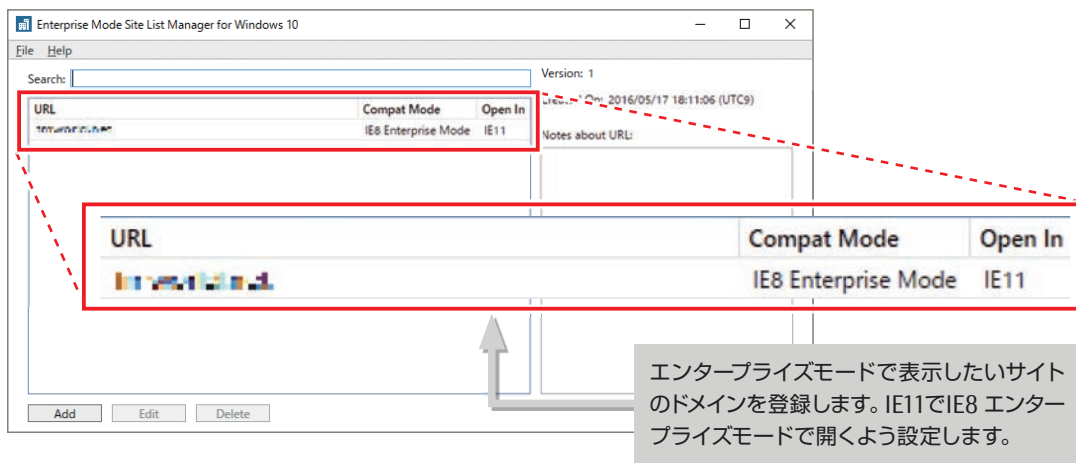 Enterprise Mode Site List Manager for Windows 10
File Help
Search:
Version: 1
On: 2016/05/17 18:11:06 (UTC9)
URL Compat Mode Open In
IE8 Enterprise Mode IE11
Notes about URL:
URL Compat Mode Open In
IE8 Enterprise Mode IE11
エンタープライズモードで表示したいサイト
のドメインを登録します。IE11でIE8 エンター
プライズモードで開くよう設定します。
Add Edit Delete